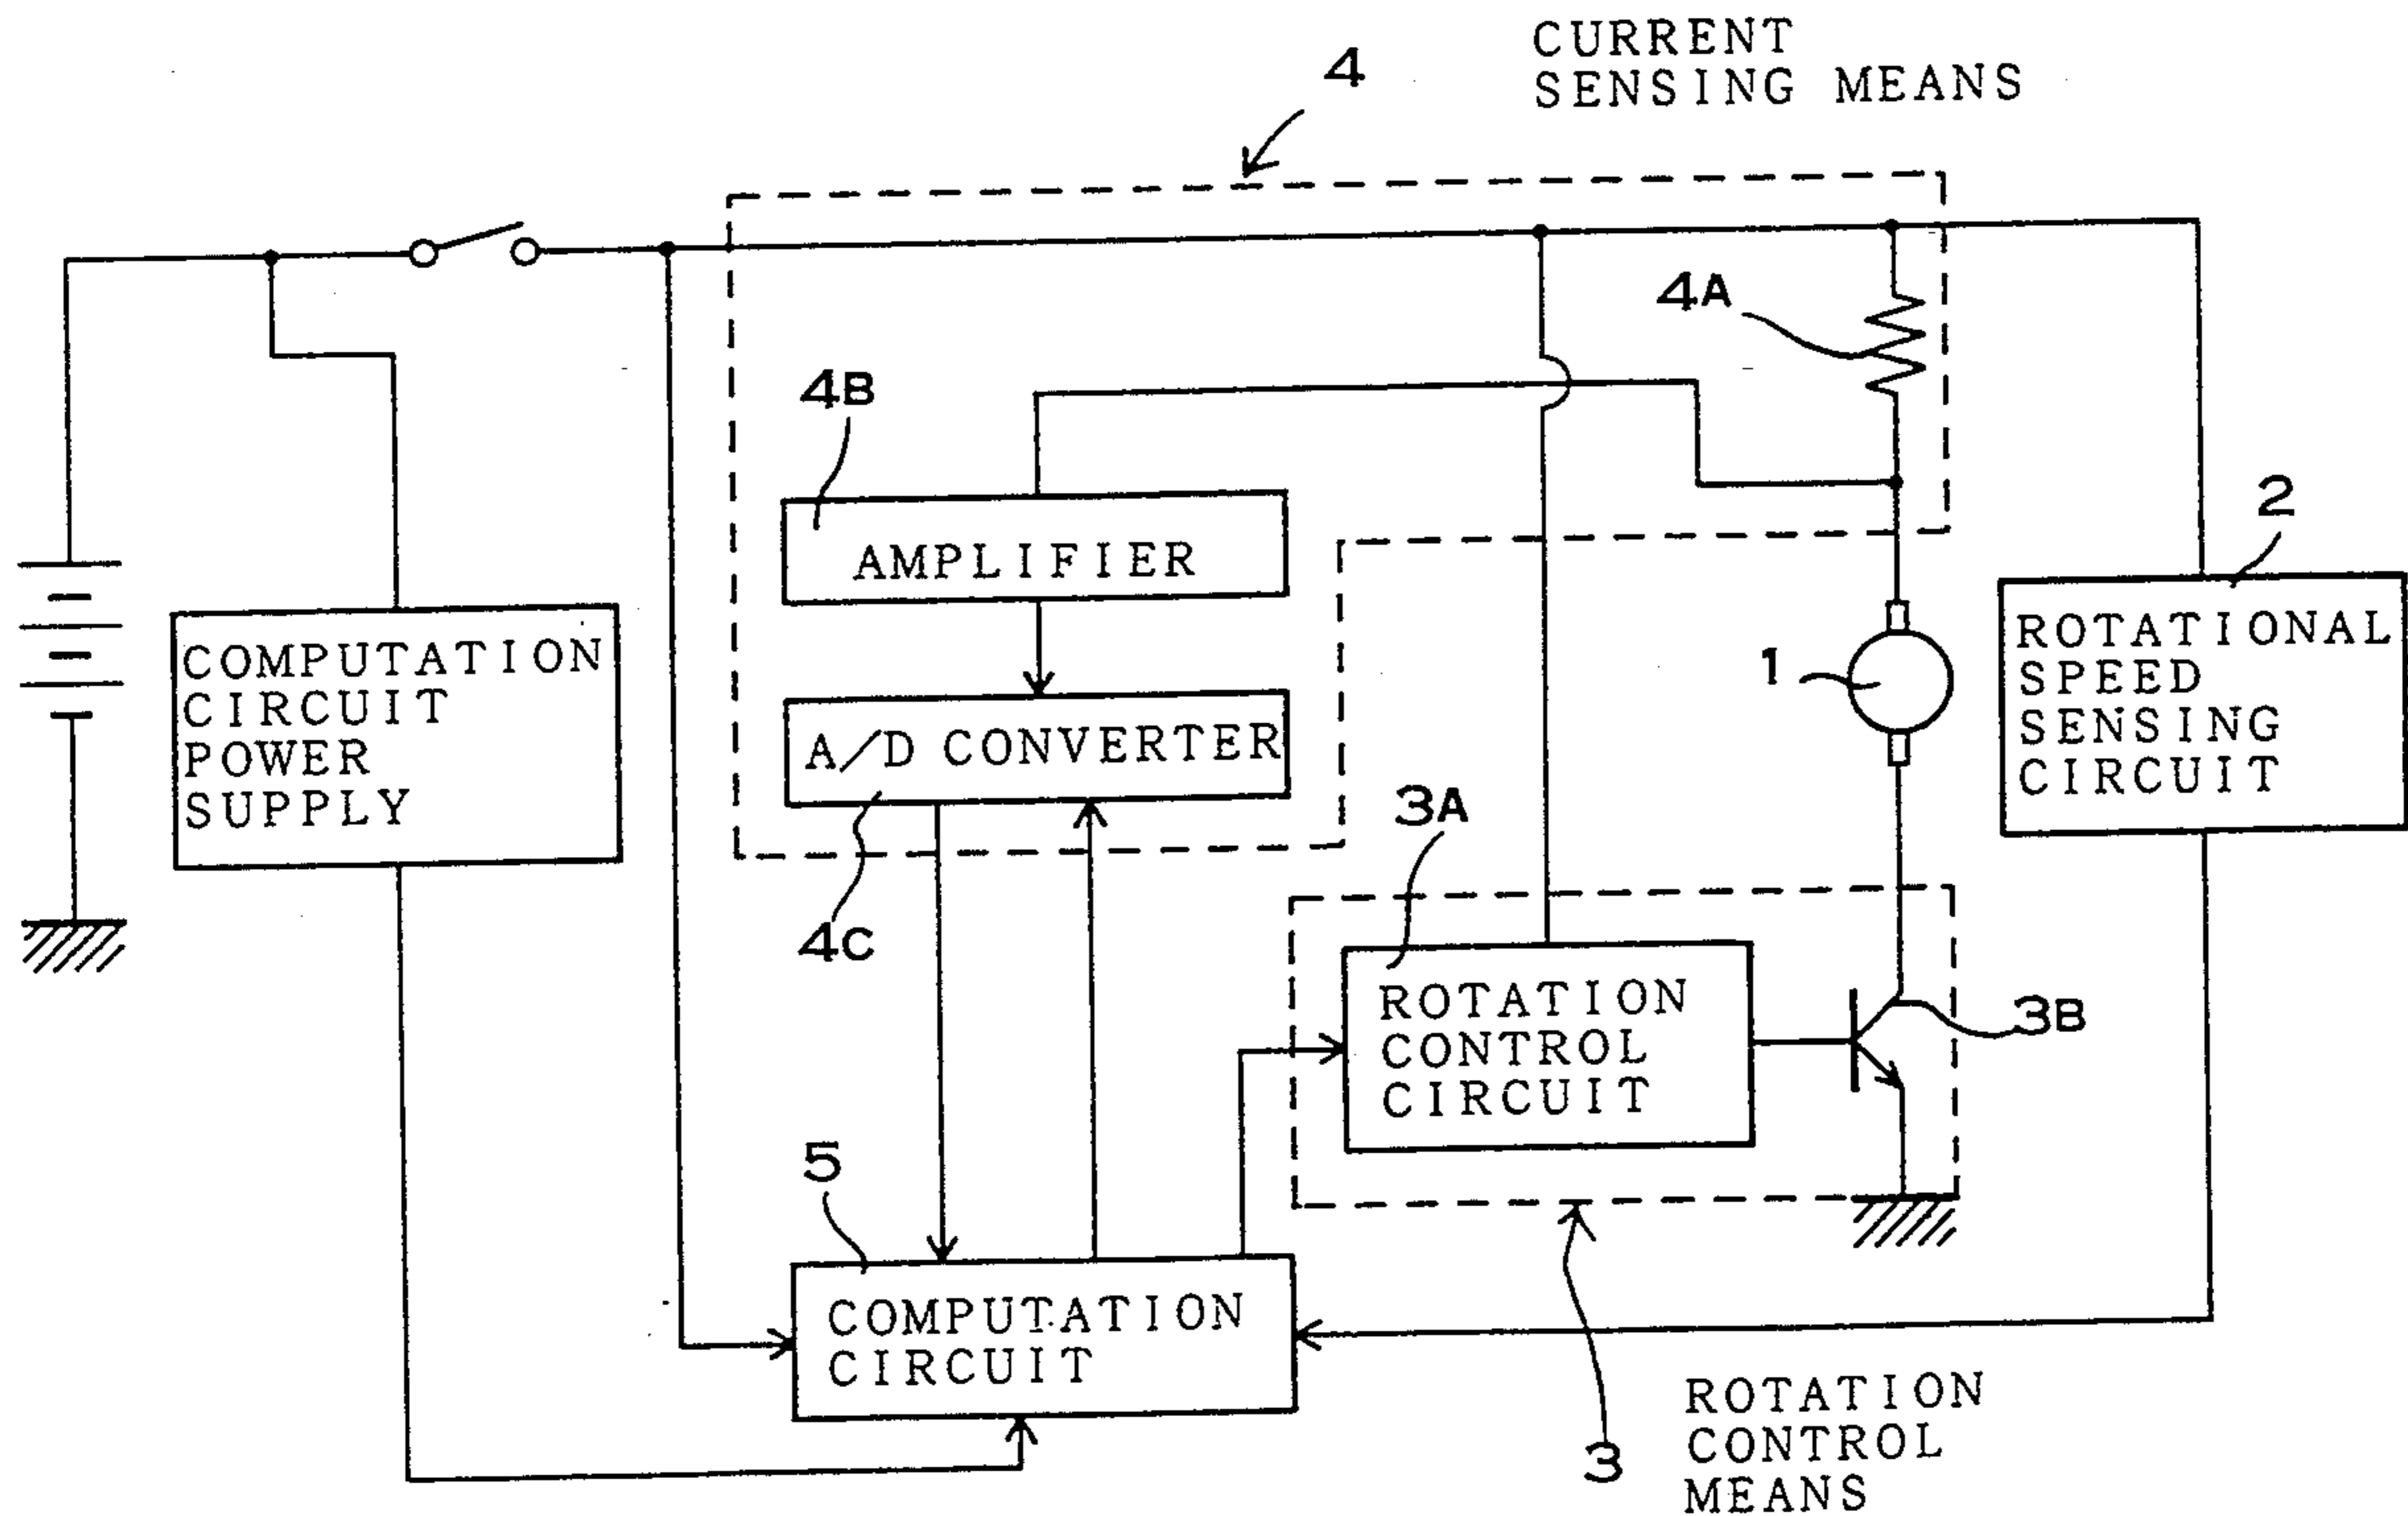 4
CURRENT
SENSING MEANS
4A
4B
AMPLIFIER
2
COMPUTATION
CIRCUIT
POWER
SUPPLY
A/D CONVERTER
4C
1
ROTATIONAL
SPEED
SENSING
CIRCUIT
3A
ROTATION
CONTROL
CIRCUIT
3B
5
COMPUTATION
CIRCUIT
3
ROTATION
CONTROL
MEANS